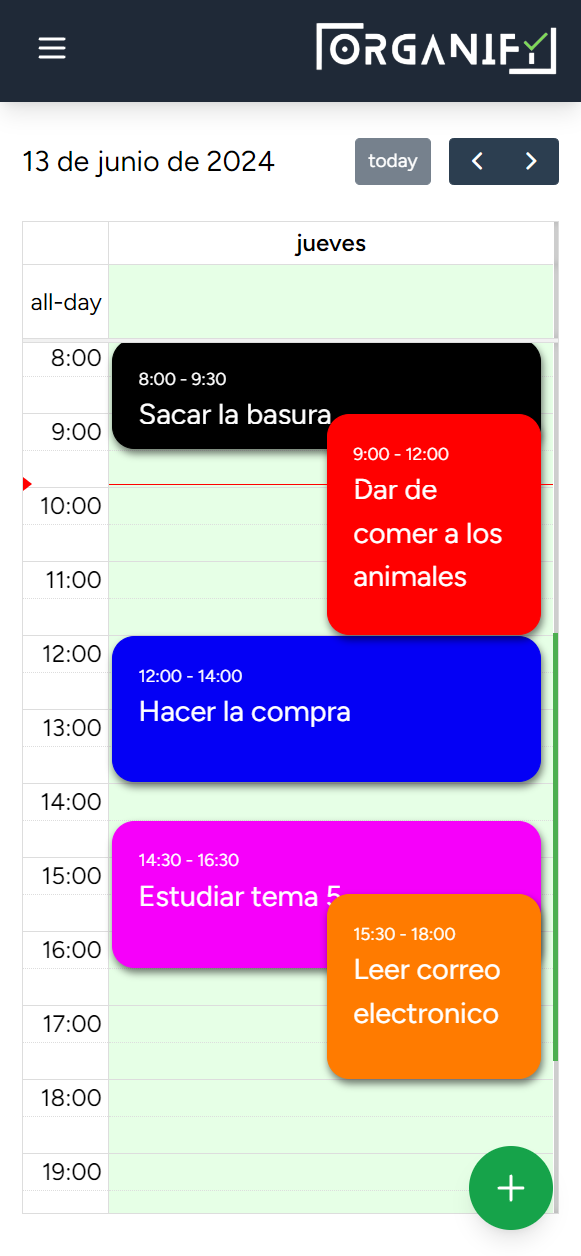 ORGANIFY
13 de junio de 2024
today
jueves
all-day
8:00
8:00 - 9:30
Sacar la basura
9:00
9:00 - 12:00
Dar de
comer a los
animales
10:00
11:00
12:00
12:00 - 14:00
Hacer la compra
13:00
14:00
14:30 - 16:30
Estudiar tema 5
15:00
15:30 - 18:00
Leer correo
electronico
16:00
17:00
18:00
19:00